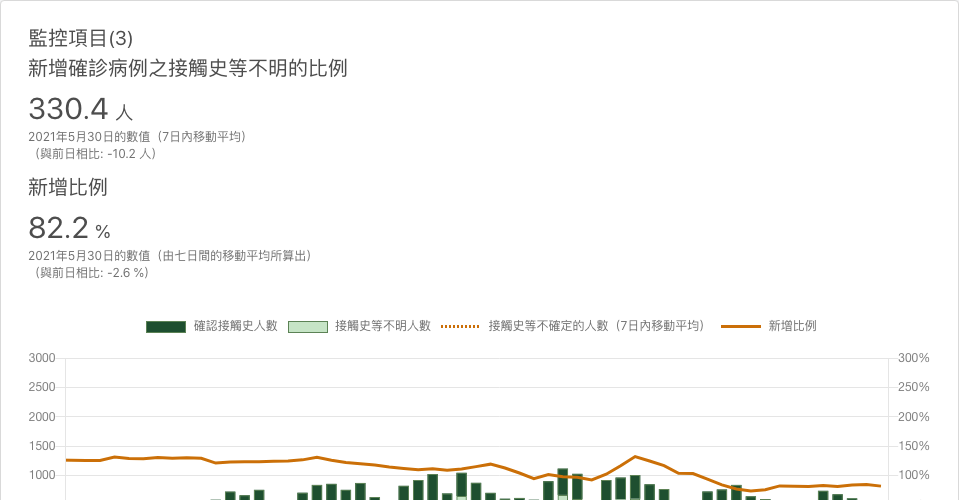 監控項目(3)
新增確診病例之接觸史等不明的比例
330.4 人
2021年5月30日的數值（7日內移動平均）
（與前日相比: -10.2 人）
新增比例
82.2 %
2021年5月30日的數值（由七日間的移動平均所算出）
（與前日相比: -2.6 %）
確認接觸史人數 接觸史等不明人數 接觸史等不確定的人數（7日內移動平均） 新增比例
3000 300%
2500 250%
2000 200%
1500 150%
1000 100%